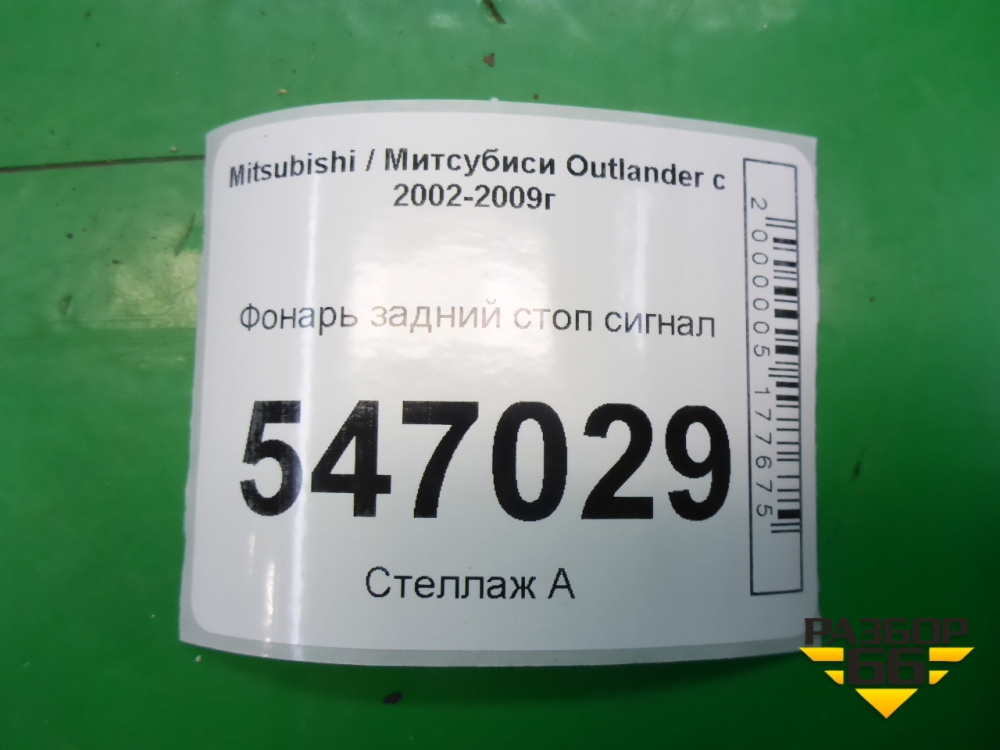 Mitsubishi / Митсубиси Outlander с
2002-2009г
Фонарь задний стоп сигнал
547029
Стеллаж А
2000005177675
РАЗБОР
66